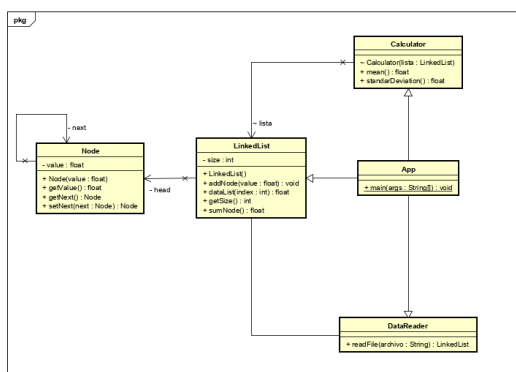 pkg
Calculator
~ Calculator(lista : LinkedList)
+ mean() : float
+ standarDeviation() : float
~ lista
- next
Node
- value : float
+ Node(value : float)
+ getValue() : float
+ getNext() : Node
+ setNext(next : Node) : Node
- head
LinkedList
- size : int
+ LinkedList()
+ addNode(value : float) : void
+ dataList(index : int) : float
+ getSize() : int
+ sumNode() : float
App
+ main(args : String[]) : void
DataReader
+ readFile(archivo : String) : LinkedList